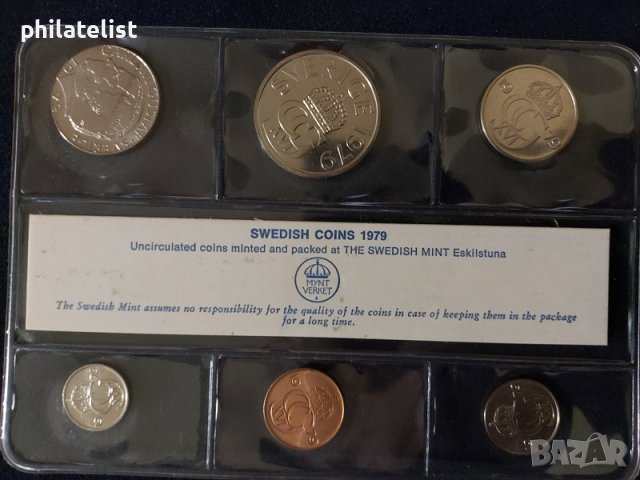 philatelist
SVERIGE 1979
SWEDISH COINS 1979
Uncirculated coins minted and packed at THE SWEDISH MINT Eskilstuna
MYNT
VERKET
The Swedish Mint assumes no responsibility for the quality of the coins in case of keeping them in the package
for a long time.
BAZAR